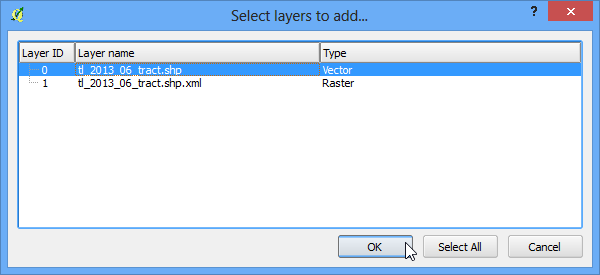 Select layers to add...
?
Layer ID Layer name Type
0 tl_2013_06_tract.shp Vector
1 tl_2013_06_tract.shp.xml Raster
OK Select All Cancel